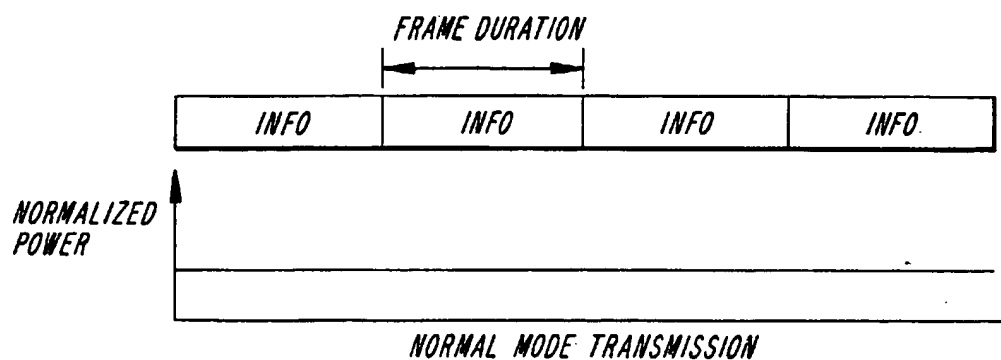 FRAME DURATION
INFO INFO INFO INFO
NORMALIZED
POWER
NORMAL MODE TRANSMISSION